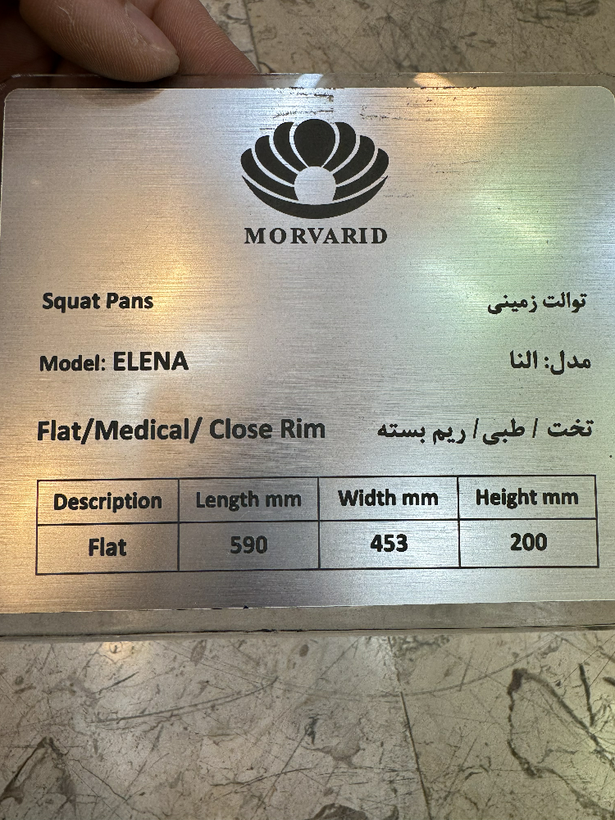 MORVARID
Squat Pans توالت زمینی
Model: ELENA مدل: النا
Flat/Medical/ Close Rim تخت / طبی / ریم بسته
Description Length mm Width mm Height mm
Flat 590 453 200